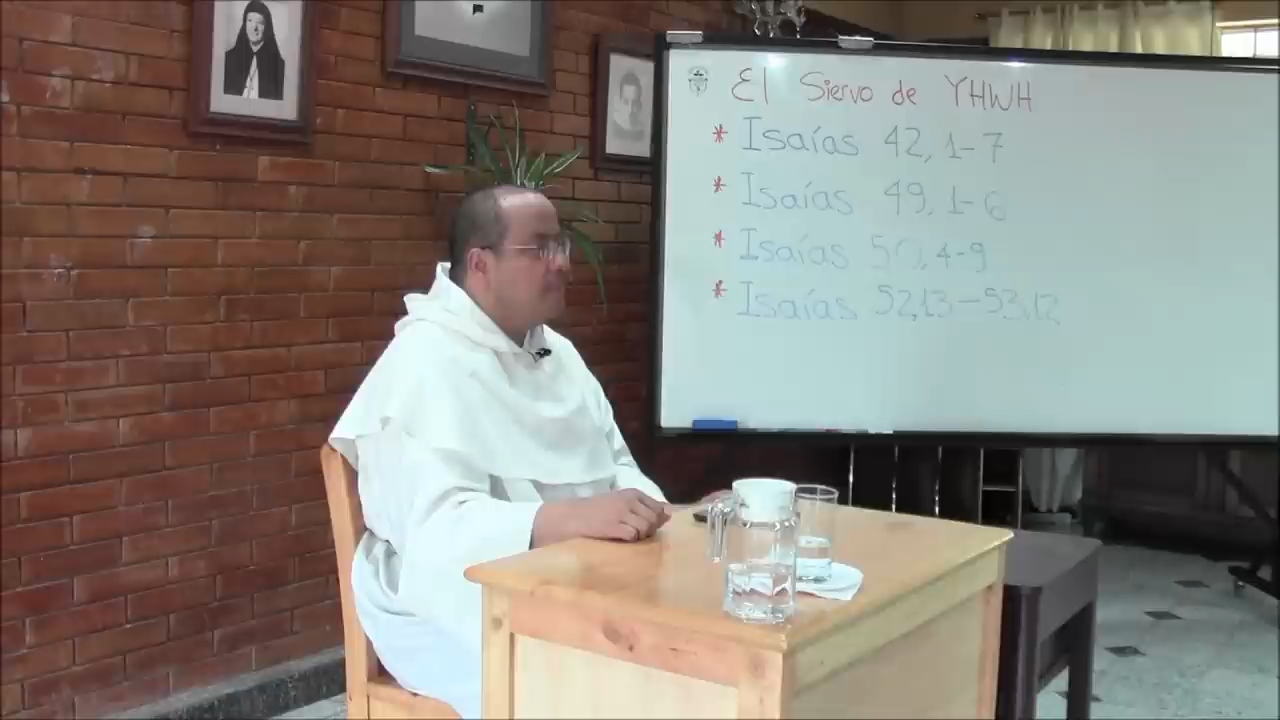 El Siervo de YHWH
* Isaías 42, 1-7
* Isaías 49, 1-6
* Isaías 50, 4-9
* Isaías 52,13-53,12